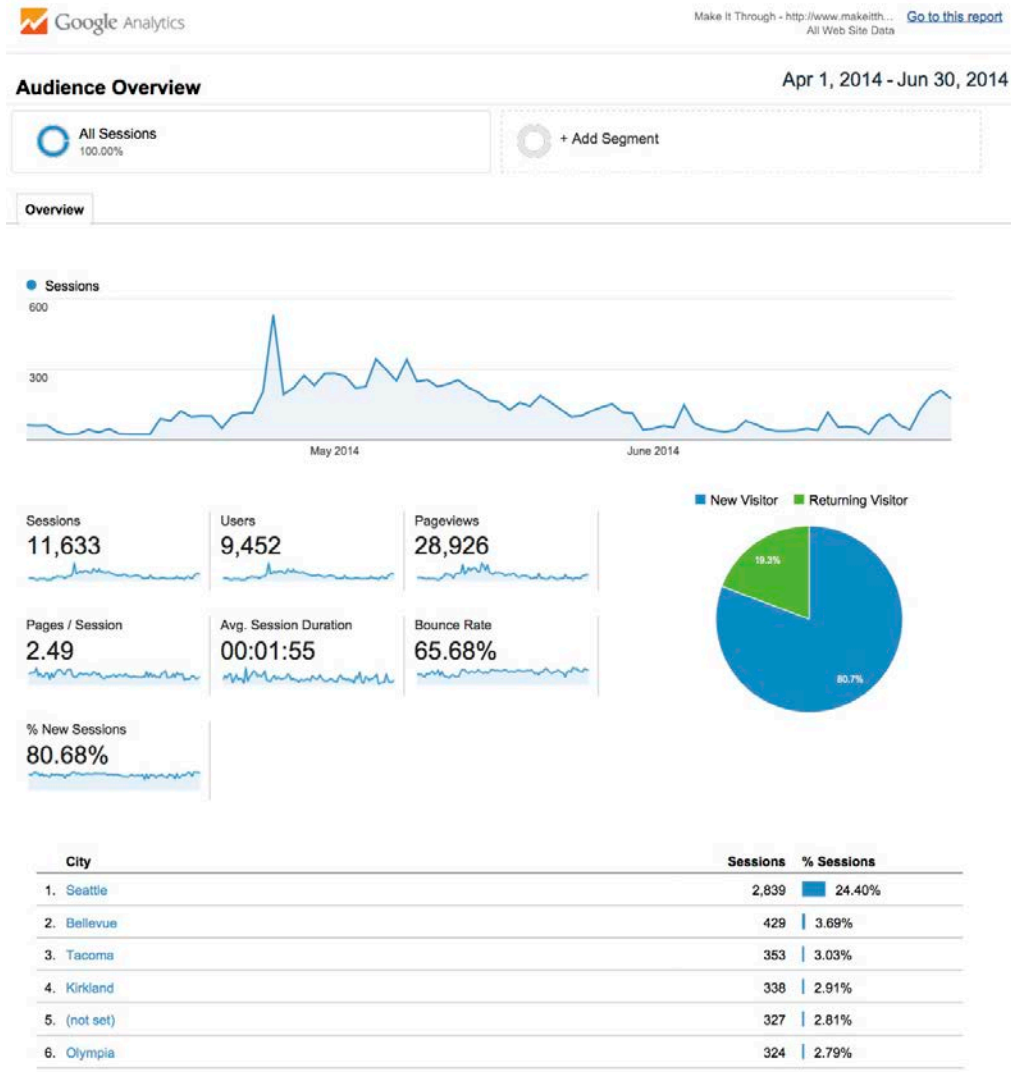 Google Analytics
Make It Through - http://www.makeitth...
All Web Site Data
Go to this report
Audience Overview
Apr 1, 2014 - Jun 30, 2014
All Sessions
100.00%
+ Add Segment
Overview
Sessions
600
300
May 2014
June 2014
New Visitor
Returning Visitor
Sessions
11,633
Users
9,452
Pageviews
28,926
19.3%
80.7%
Pages / Session
2.49
Avg. Session Duration
00:01:55
Bounce Rate
65.68%
% New Sessions
80.68%
City Sessions % Sessions
1. Seattle 2,839 24.40%
2. Bellevue 429 3.69%
3. Tacoma 353 3.03%
4. Kirkland 338 2.91%
5. (not set) 327 2.81%
6. Olympia 324 2.79%